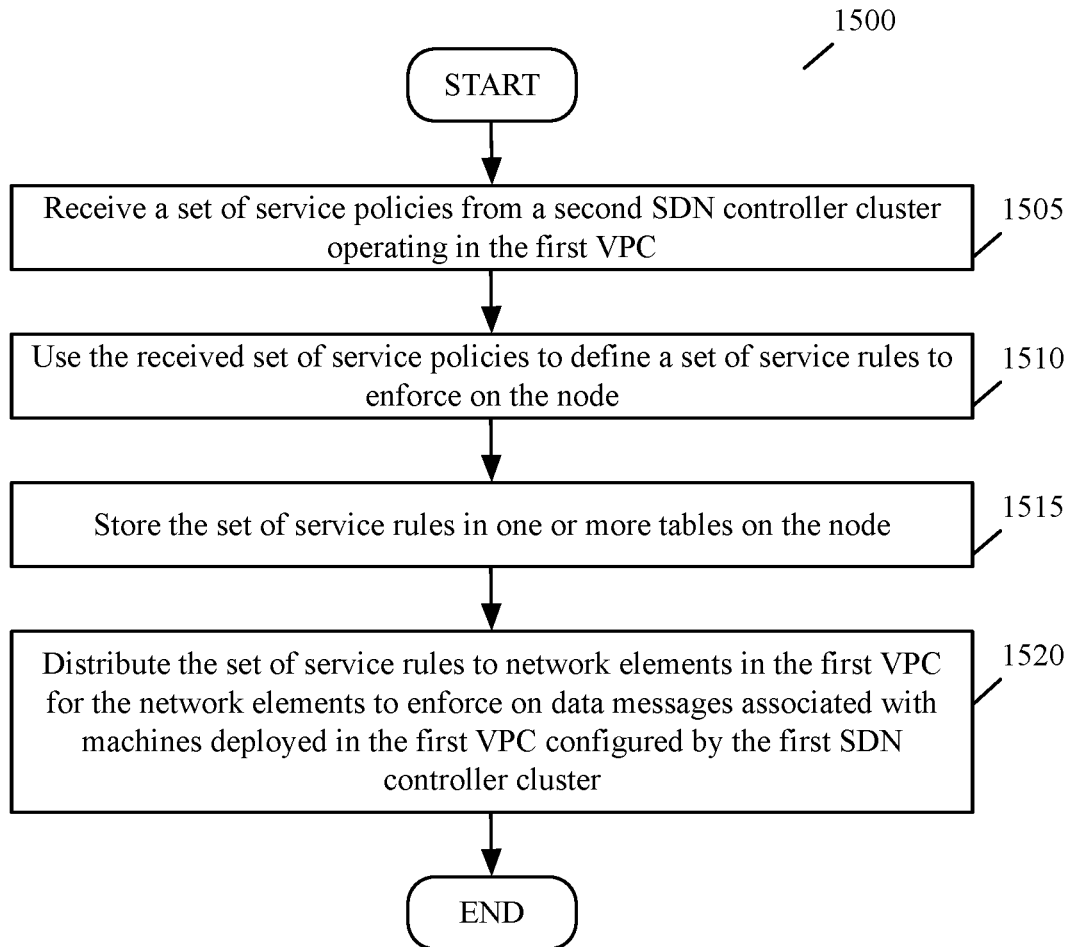 1500
START
Receive a set of service policies from a second SDN controller cluster
operating in the first VPC
1505
Use the received set of service policies to define a set of service rules to
enforce on the node
1510
Store the set of service rules in one or more tables on the node
1515
Distribute the set of service rules to network elements in the first VPC
for the network elements to enforce on data messages associated with
machines deployed in the first VPC configured by the first SDN
controller cluster
1520
END